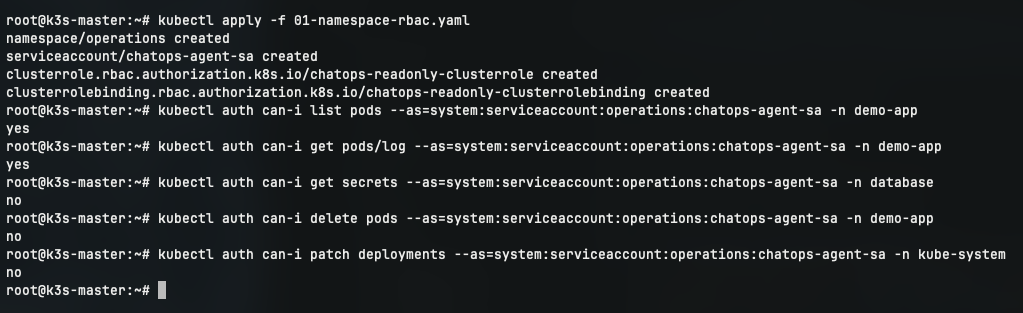 root@k3s-master:~# kubectl apply -f 01-namespace-rbac.yaml
namespace/operations created
serviceaccount/chatops-agent-sa created
clusterrole.rbac.authorization.k8s.io/chatops-readonly-clusterrole created
clusterrolebinding.rbac.authorization.k8s.io/chatops-readonly-clusterrolebinding created
root@k3s-master:~# kubectl auth can-i list pods --as=system:serviceaccount:operations:chatops-agent-sa -n demo-app
yes
root@k3s-master:~# kubectl auth can-i get pods/log --as=system:serviceaccount:operations:chatops-agent-sa -n demo-app
yes
root@k3s-master:~# kubectl auth can-i get secrets --as=system:serviceaccount:operations:chatops-agent-sa -n database
no
root@k3s-master:~# kubectl auth can-i delete pods --as=system:serviceaccount:operations:chatops-agent-sa -n demo-app
no
root@k3s-master:~# kubectl auth can-i patch deployments --as=system:serviceaccount:operations:chatops-agent-sa -n kube-system
no
root@k3s-master:~#